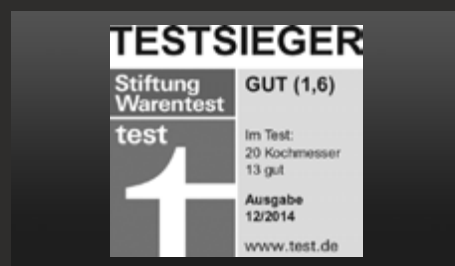 TESTSIEGER
Stiftung
Warentest
test
GUT (1,6)
Im Test:
20 Kochmesser
13 gut
Ausgabe
12/2014
www.test.de